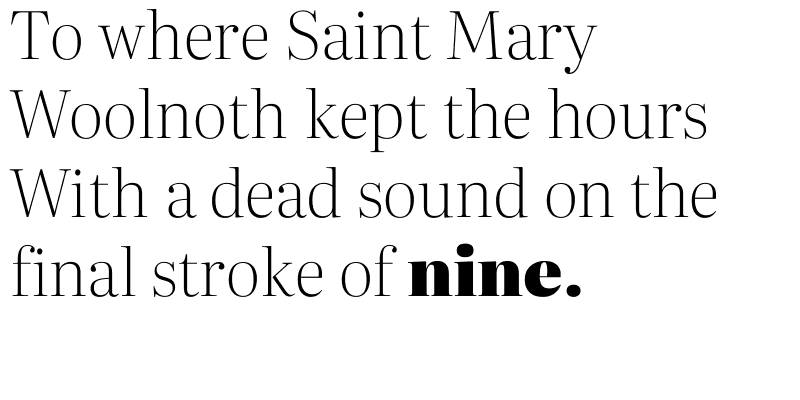 To where Saint Mary
Woolnoth kept the hours
With a dead sound on the
final stroke of nine.